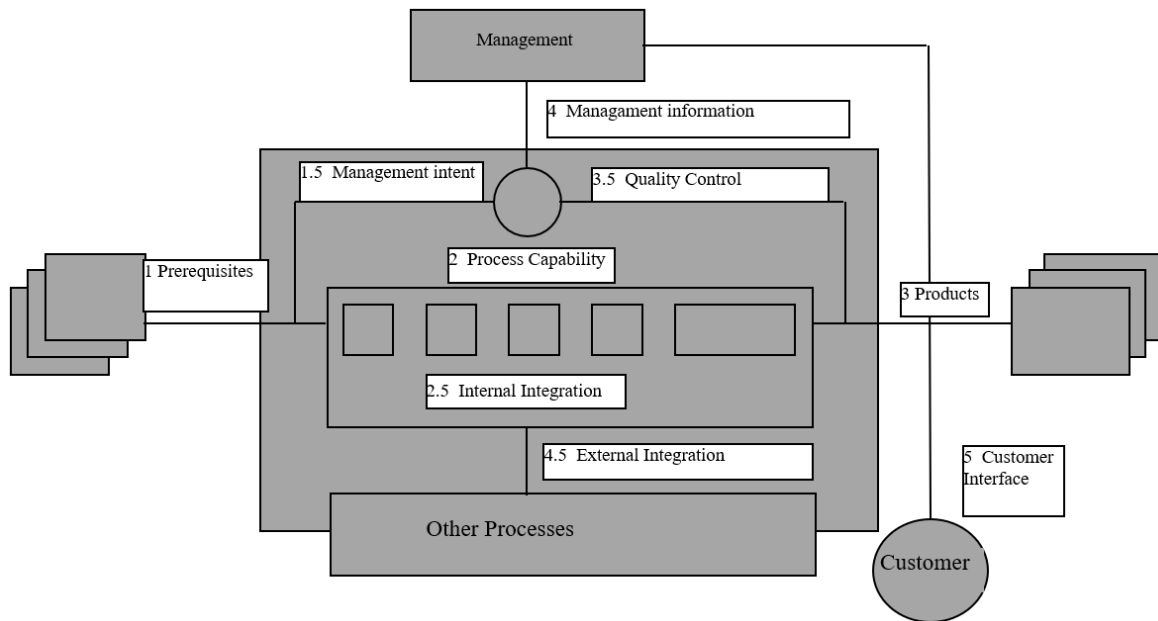 Management
4  Managament information
1.5  Management intent
3.5  Quality Control
2  Process Capability
1 Prerequisites
3 Products
2.5  Internal Integration
4.5  External Integration
5  Customer
Interface
Other Processes
Customer